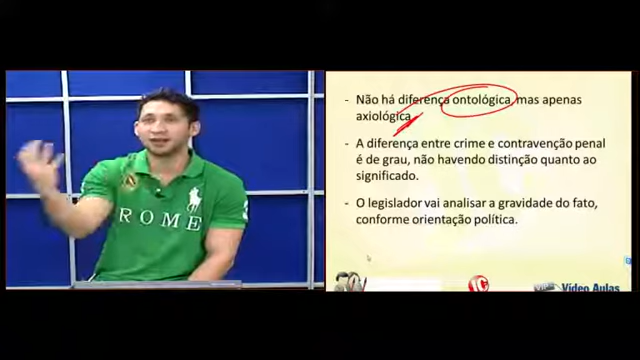 ROME
- Não há diferença ontológica, mas apenas
axiológica.
- A diferença entre crime e contravenção penal
é de grau, não havendo distinção quanto ao
significado.
- O legislador vai analisar a gravidade do fato,
conforme orientação política.
Vídeo Aulas